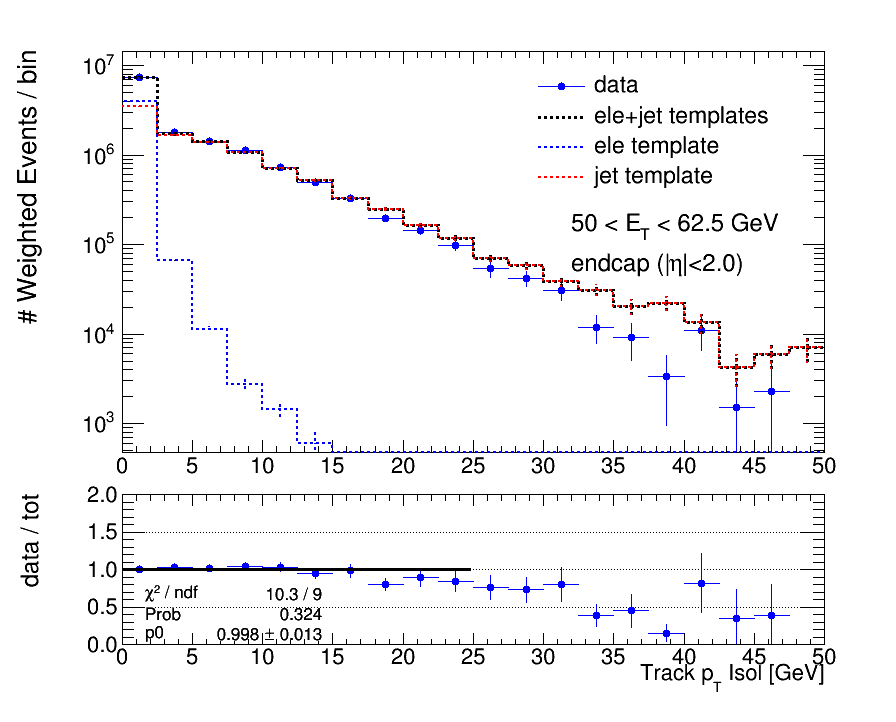 # Weighted Events / bin
10⁷
10⁶
10⁵
10⁴
10³
data
ele+jet templates
ele template
jet template
50 < E_T < 62.5 GeV
endcap (|η|<2.0)
0 5 10 15 20 25 30 35 40 45 50
data / tot
2.0
1.5
1.0
0.5
0.0
χ² / ndf 10.3 / 9
Prob 0.324
p0 0.998 ± 0.013
0 5 10 15 20 25 30 35 40 45 50
Track p_T Isol [GeV]